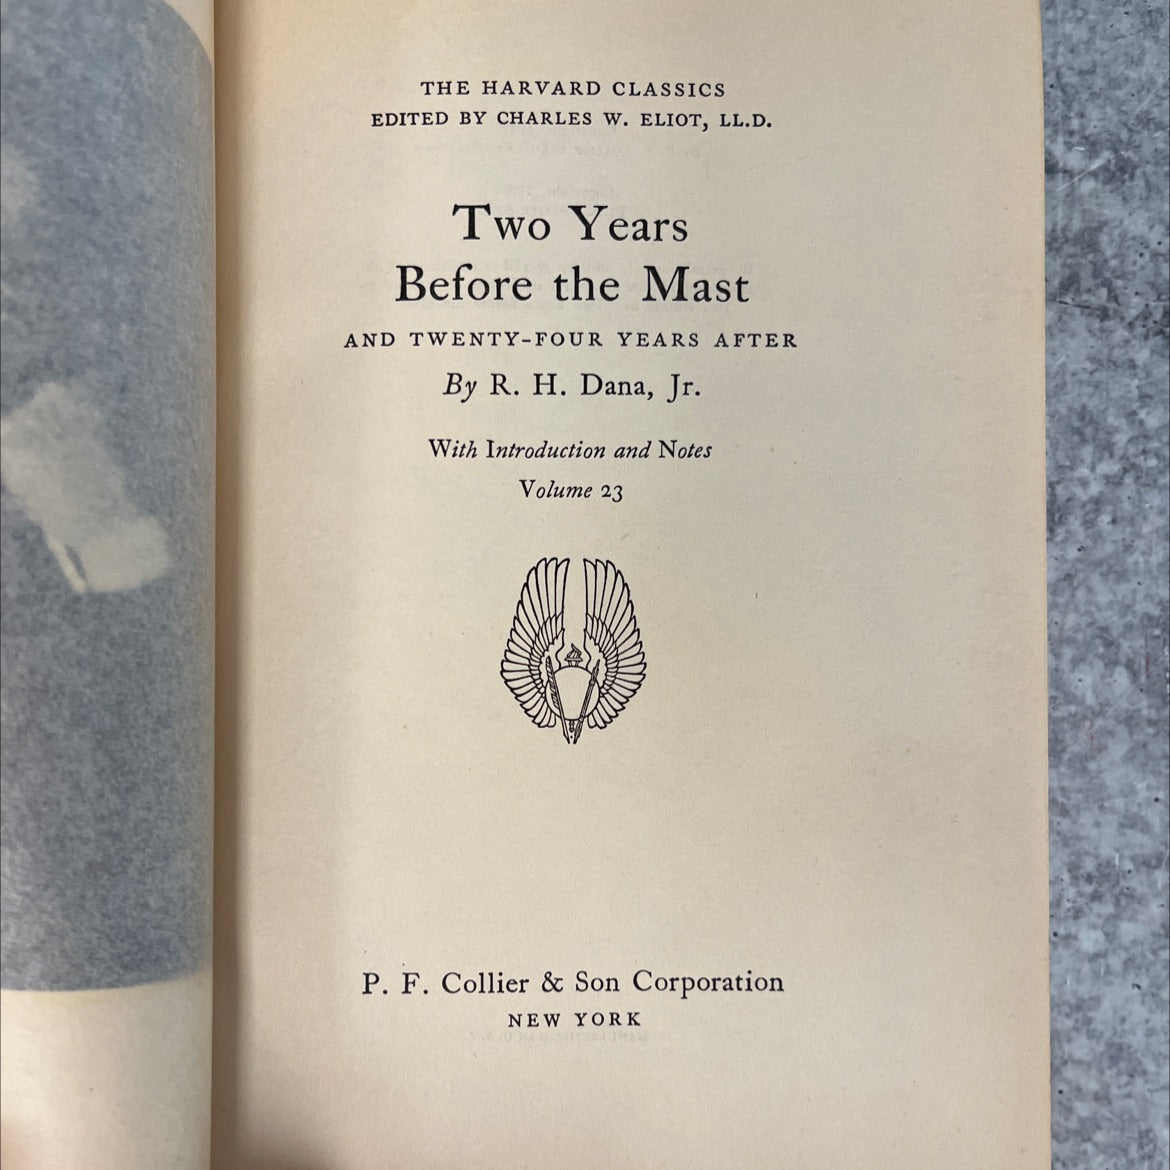 THE HARVARD CLASSICS
EDITED BY CHARLES W. ELIOT, LL.D.
Two Years
Before the Mast
AND TWENTY-FOUR YEARS AFTER
By R. H. Dana, Jr.
With Introduction and Notes
Volume 23
P. F. Collier & Son Corporation
NEW YORK